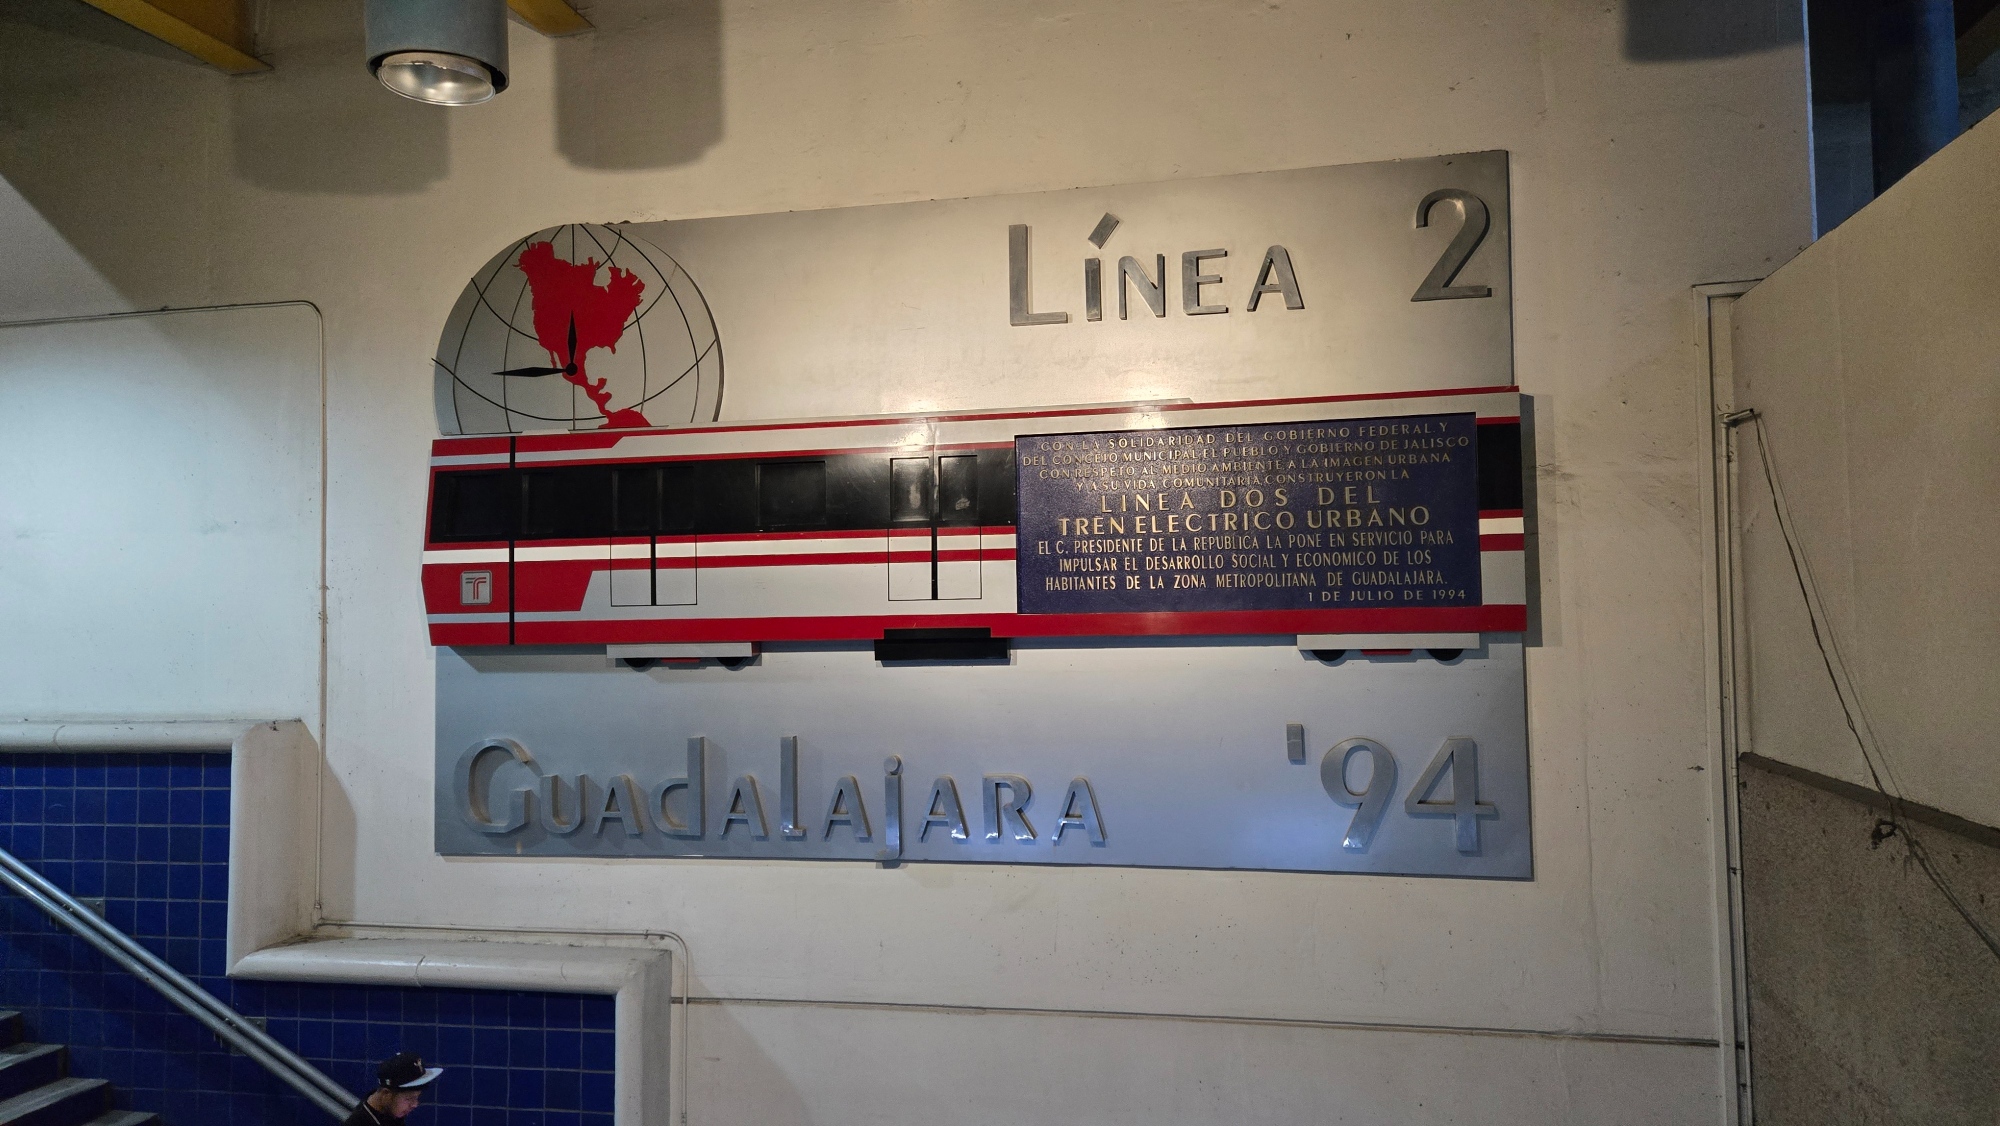 Línea 2
CON LA SOLIDARIDAD DEL GOBIERNO FEDERAL Y
DEL CONCEJO MUNICIPAL, EL PUEBLO Y GOBIERNO DE JALISCO
CON RESPETO AL MEDIO AMBIENTE A LA IMAGEN URBANA
Y A SU VIDA COMUNITARIA, CONSTRUYERON LA
LINEA DOS DEL
TREN ELECTRICO URBANO
EL C. PRESIDENTE DE LA REPUBLICA LA PONE EN SERVICIO PARA
IMPULSAR EL DESARROLLO SOCIAL Y ECONOMICO DE LOS
HABITANTES DE LA ZONA METROPOLITANA DE GUADALAJARA.
1 DE JULIO DE 1994
Guadalajara '94